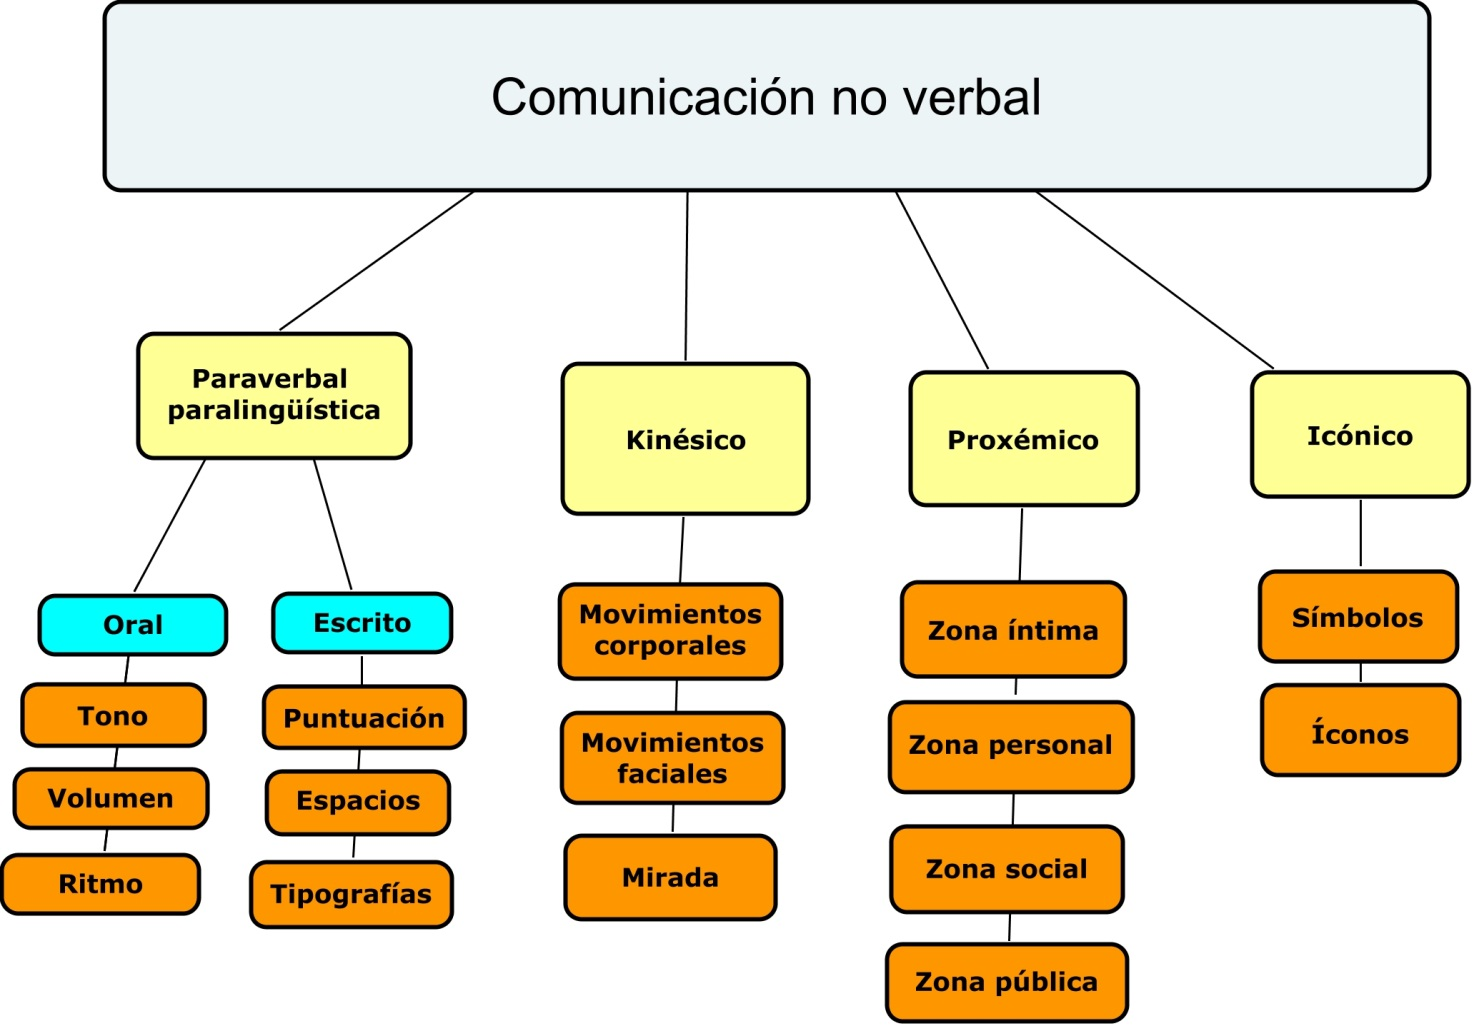 Comunicación no verbal
Paraverbal
paralingüística
Kinésico
Proxémico
Icónico
Oral
Tono
Volumen
Ritmo
Escrito
Puntuación
Espacios
Tipografías
Movimientos
corporales
Movimientos
faciales
Mirada
Zona íntima
Zona personal
Zona social
Zona pública
Símbolos
Íconos